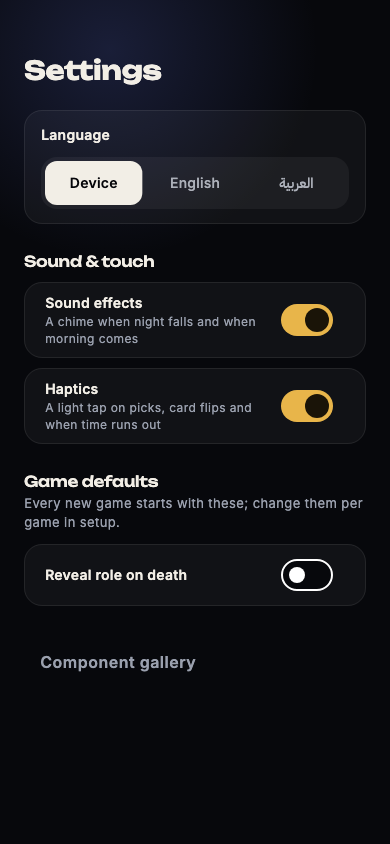 Settings
Language
Device
English
العربية
Sound & touch
Sound effects
A chime when night falls and when
morning comes
Haptics
A light tap on picks, card flips and
when time runs out
Game defaults
Every new game starts with these; change them per
game in setup.
Reveal role on death
Component gallery